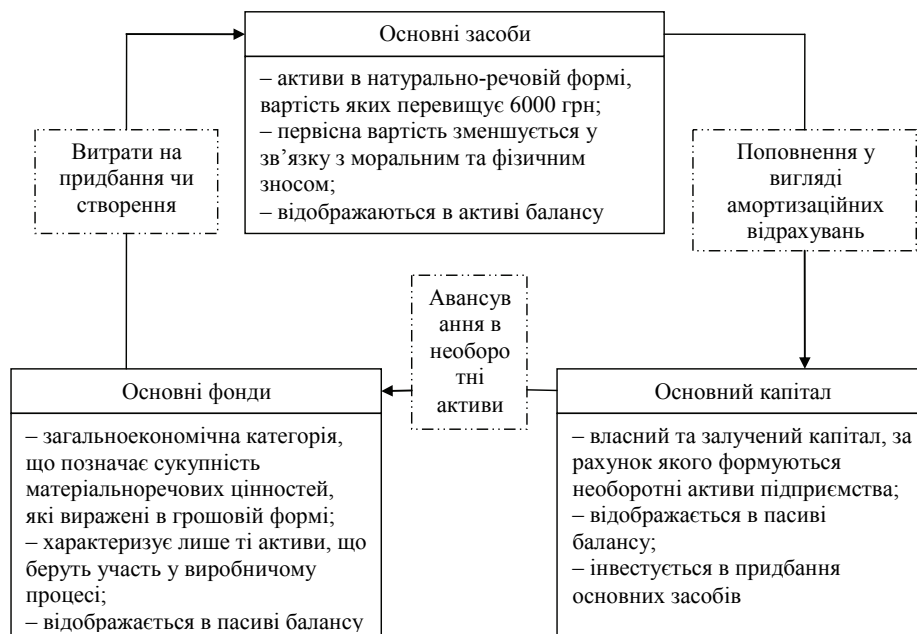 Основні засоби
– активи в натурально-речовій формі,
вартість яких перевищує 6000 грн;
– первісна вартість зменшується у
зв’язку з моральним та фізичним
зносом;
– відображаються в активі балансу
Витрати на
придбання чи
створення
Поповнення у
вигляді
амортизаційних
відрахувань
Авансув
ання в
необоро
тні
активи
Основні фонди
– загальноекономічна категорія,
що позначає сукупність
матеріальноречових цінностей,
які виражені в грошовій формі;
– характеризує лише ті активи, що
беруть участь у виробничому
процесі;
– відображається в пасиві балансу
Основний капітал
– власний та залучений капітал, за
рахунок якого формуються
необоротні активи підприємства;
– відображається в пасиві
балансу;
– інвестується в придбання
основних засобів